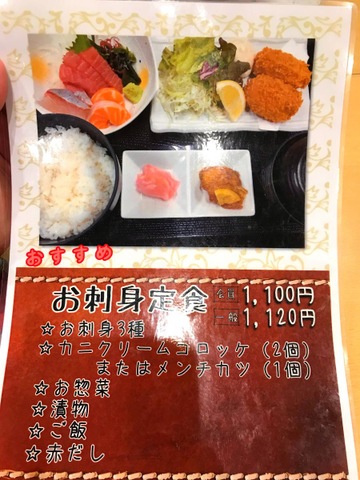 おすすめ
お刺身定食 会員 1,100円
一般 1,120円
☆お刺身3種
☆カニクリームコロッケ(2個)
またはメンチカツ(1個)
☆お惣菜
☆漬物
☆ご飯
☆赤だし